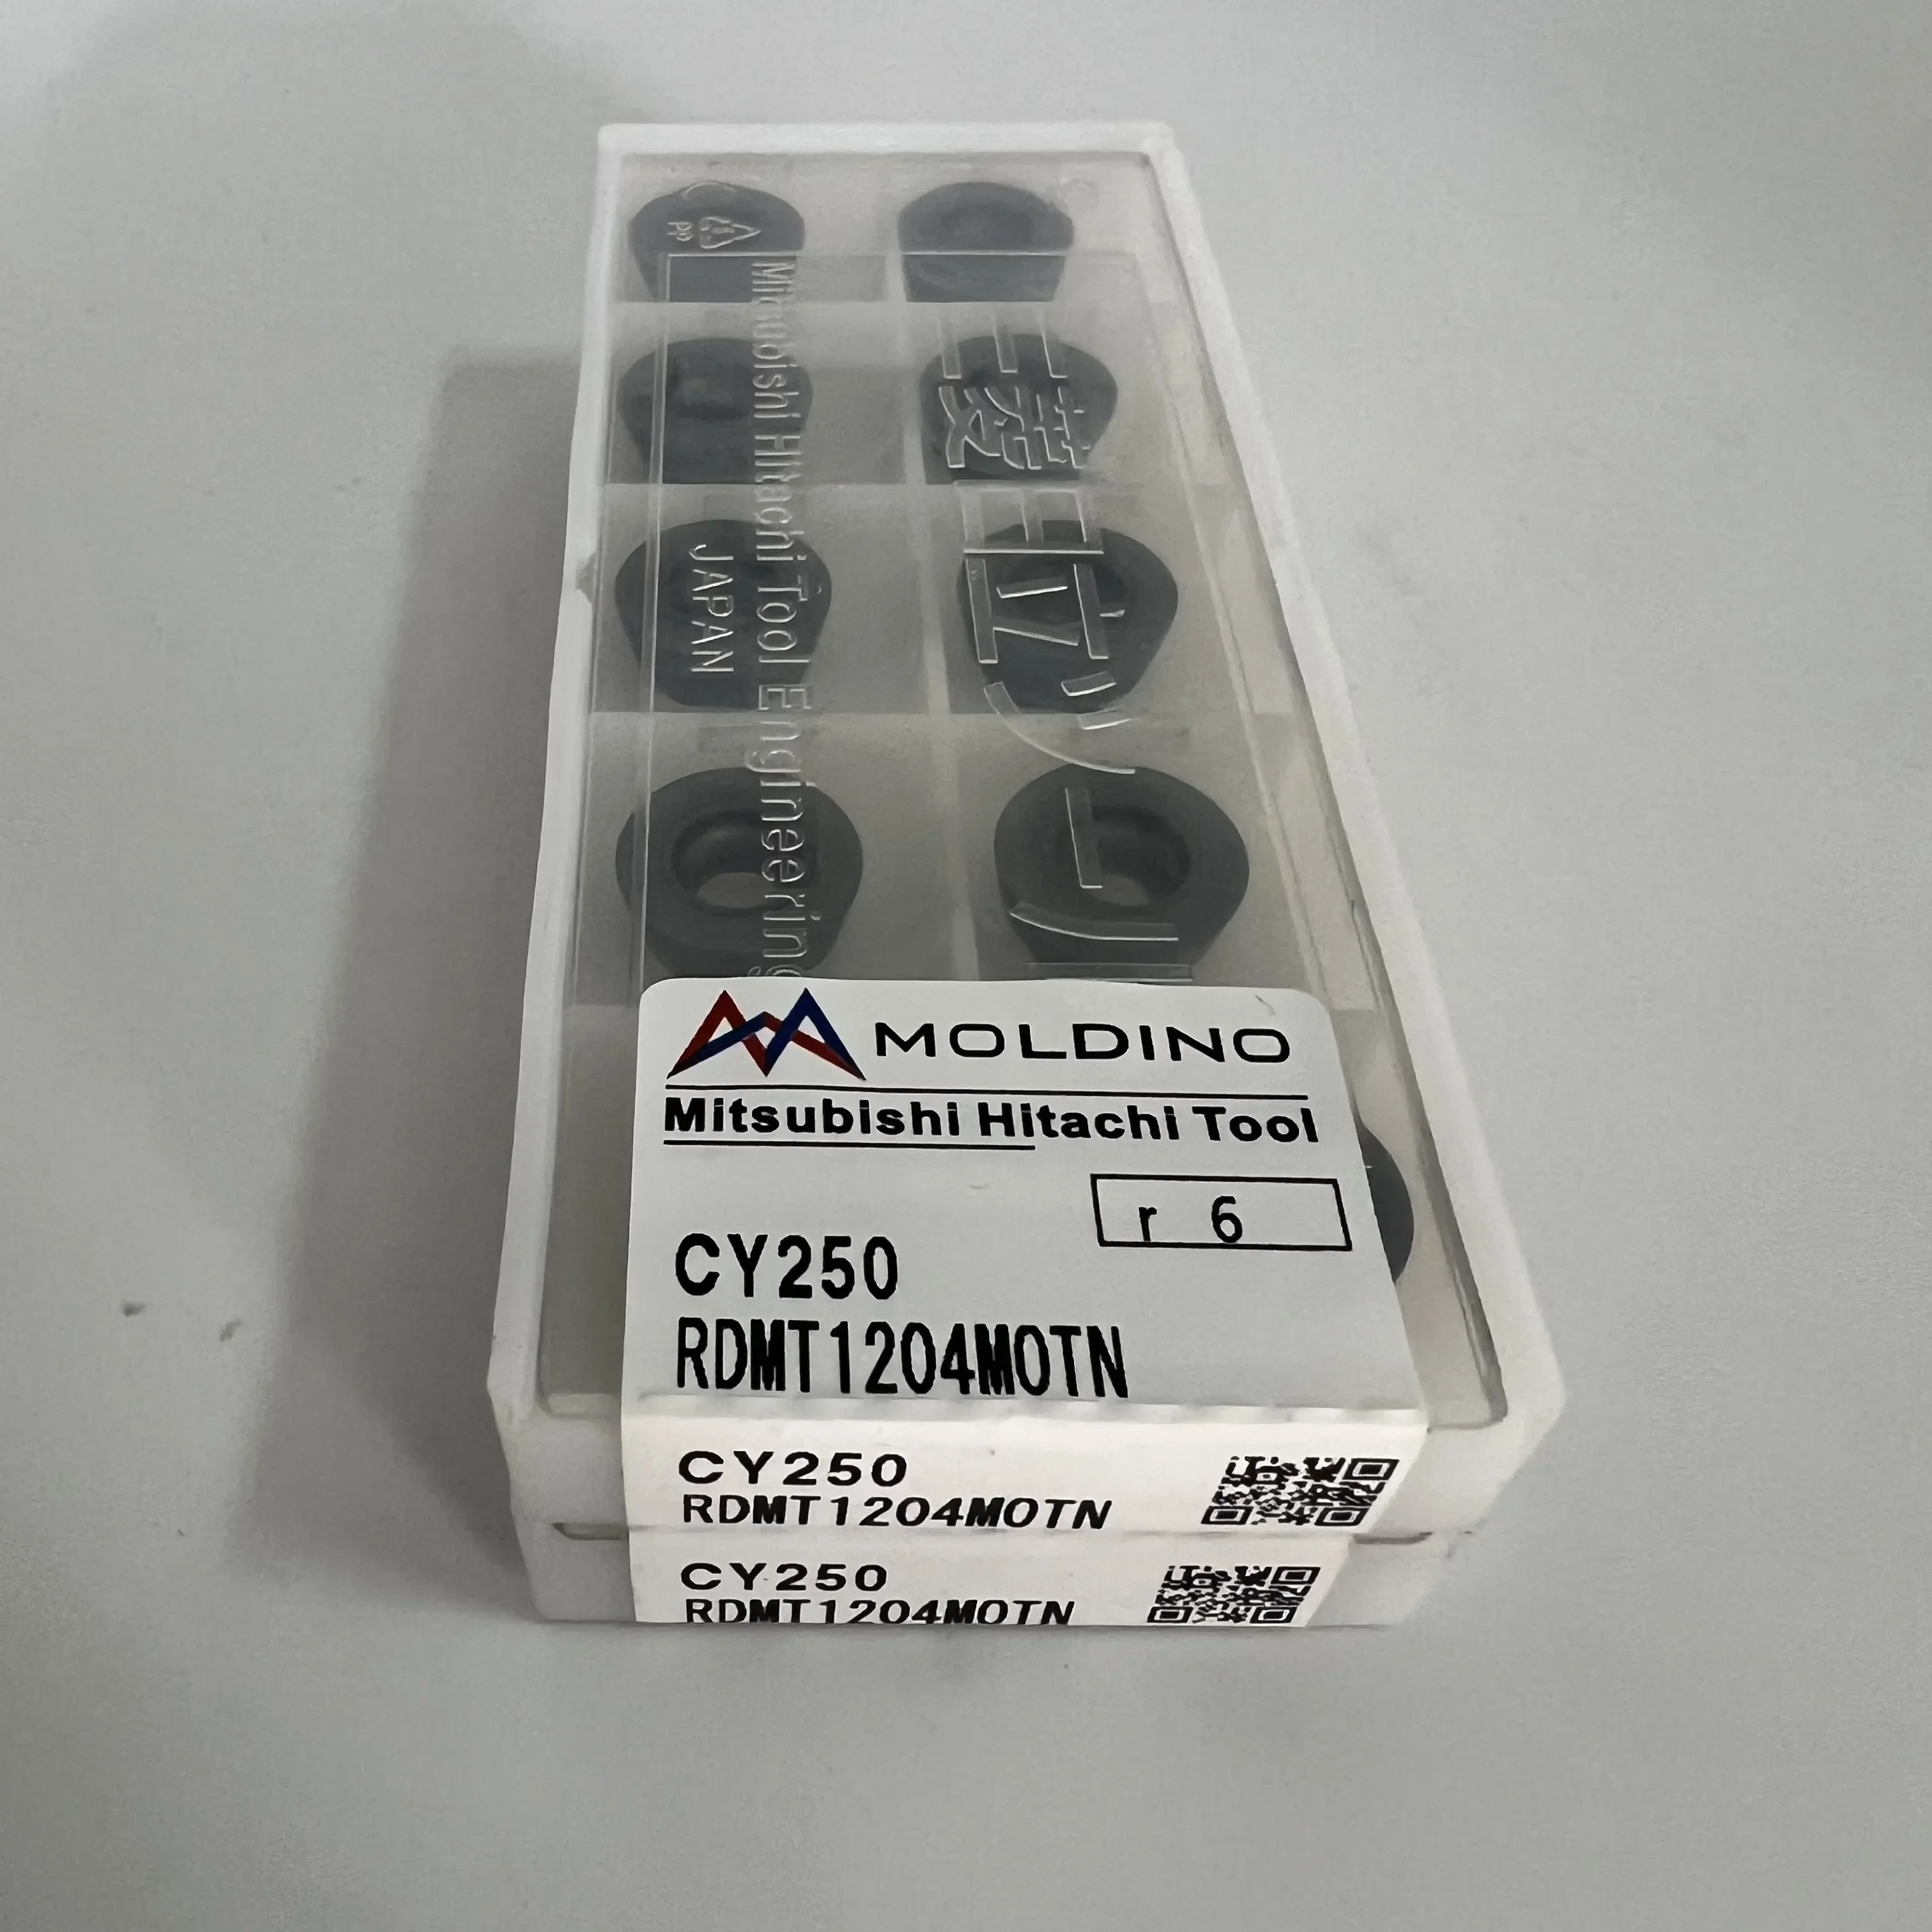 PP
Mitsubishi Hitachi Tool Engineering
JAPAN
三菱日立ツール
MOLDINO
Mitsubishi Hitachi Tool
r 6
CY250
RDMT1204M0TN
CY250
RDMT1204M0TN
CY250
RDMT1204M0TN